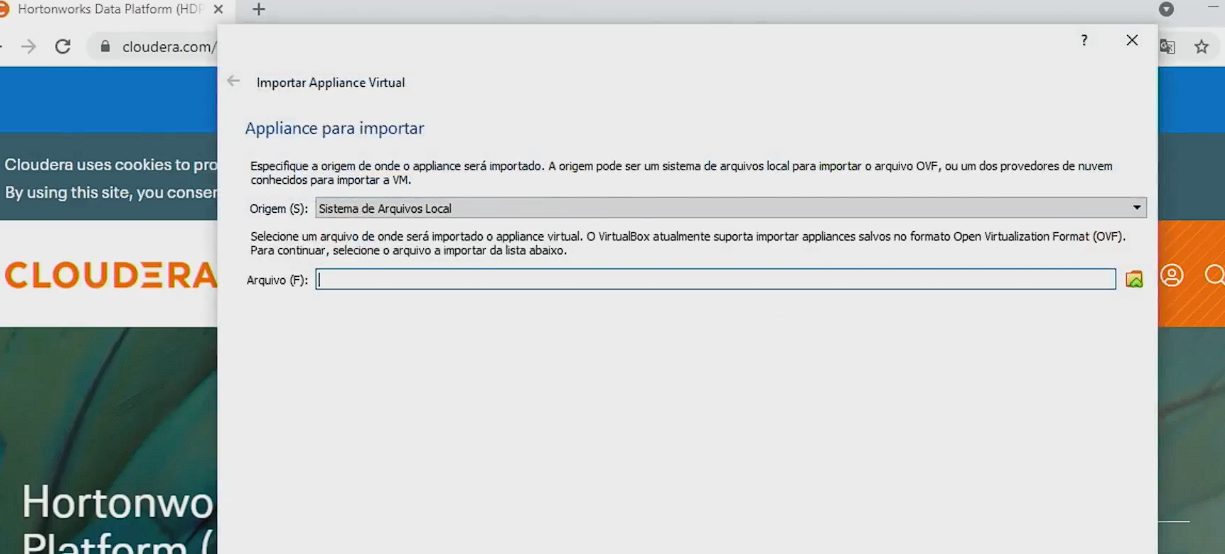 Hortonworks Data Platform (HDP
cloudera.com/
?
Importar Appliance Virtual
Appliance para importar
Cloudera uses cookies to pro
By using this site, you conser
Especifique a origem de onde o appliance será importado. A origem pode ser um sistema de arquivos local para importar o arquivo OVF, ou um dos provedores de nuvem
conhecidos para importar a VM.
Origem (S): Sistema de Arquivos Local
Selecione um arquivo de onde será importado o appliance virtual. O VirtualBox atualmente suporta importar appliances salvos no formato Open Virtualization Format (OVF).
Para continuar, selecione o arquivo a importar da lista abaixo.
CLOUDERA
Arquivo (F):
Hortonwo
Platform (